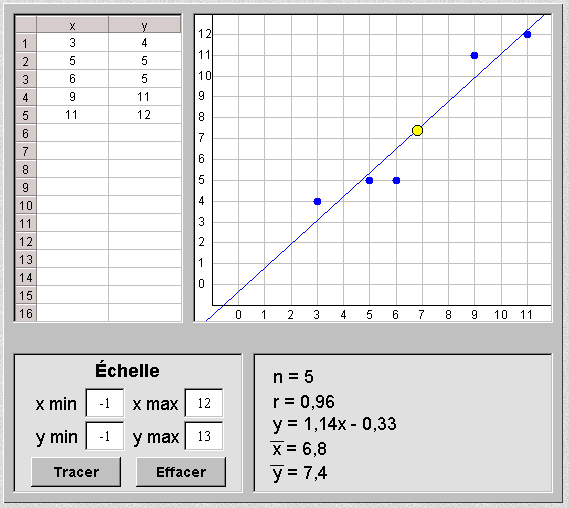 x y
1 3 4
2 5 5
3 6 5
4 9 11
5 11 12
6
7
8
9
10
11
12
13
14
15
16
12
11
10
9
8
7
6
5
4
3
2
1
0
0 1 2 3 4 5 6 7 8 9 10 11
Échelle
x min -1 x max 12
y min -1 y max 13
Tracer Effacer
n = 5
r = 0,96
y = 1,14x - 0,33
x̅ = 6,8
y̅ = 7,4